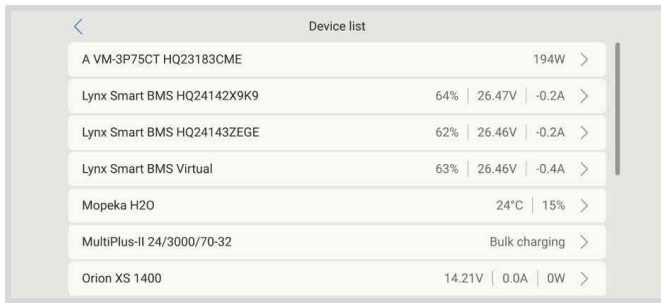 Device list
A VM-3P75CT HQ23183CME 194W
Lynx Smart BMS HQ24142X9K9 64% 26.47V -0.2A
Lynx Smart BMS HQ24143ZEGE 62% 26.46V -0.2A
Lynx Smart BMS Virtual 63% 26.46V -0.4A
Mopeka H2O 24°C 15%
MultiPlus-II 24/3000/70-32 Bulk charging
Orion XS 1400 14.21V 0.0A 0W